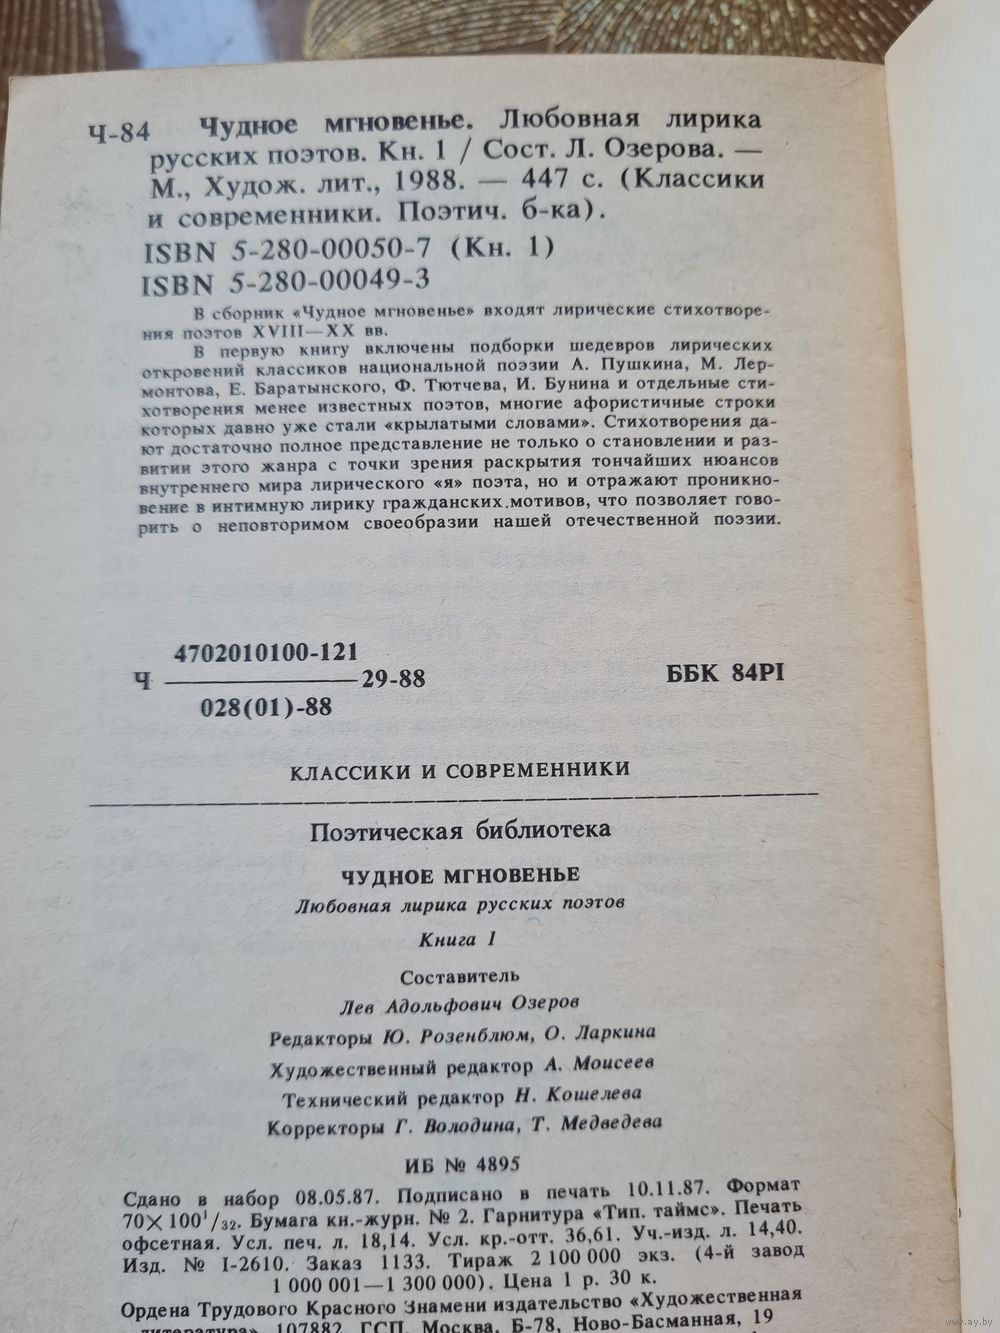 Ч-84 Чудное мгновенье. Любовная лирика
русских поэтов. Кн. 1 / Сост. Л. Озерова. —
М., Худож. лит., 1988. — 447 с. (Классики
и современники. Поэтич. б-ка).
ISBN 5-280-00050-7 (Кн. 1)
ISBN 5-280-00049-3
В сборник «Чудное мгновенье» входят лирические стихотворе-
ния поэтов XVIII—XX вв.
В первую книгу включены подборки шедевров лирических
откровений классиков национальной поэзии А. Пушкина, М. Лер-
монтова, Е. Баратынского, Ф. Тютчева, И. Бунина и отдельные сти-
хотворения менее известных поэтов, многие афористичные строки
которых давно уже стали «крылатыми словами». Стихотворения да-
ют достаточно полное представление не только о становлении и раз-
витии этого жанра с точки зрения раскрытия тончайших нюансов
внутреннего мира лирического «я» поэта, но и отражают проникно-
вение в интимную лирику гражданских мотивов, что позволяет гово-
рить о неповторимом своеобразии нашей отечественной поэзии.
4702010100-121
Ч 29-88
028(01)-88
ББК 84PI
КЛАССИКИ И СОВРЕМЕННИКИ
Поэтическая библиотека
ЧУДНОЕ МГНОВЕНЬЕ
Любовная лирика русских поэтов
Книга 1
Составитель
Лев Адольфович Озеров
Редакторы Ю. Розенблюм, О. Ларкина
Художественный редактор А. Моисеев
Технический редактор Н. Кошелева
Корректоры Г. Володина, Т. Медведева
ИБ № 4895
Сдано в набор 08.05.87. Подписано в печать 10.11.87. Формат
70×100¹/₃₂. Бумага кн.-журн. № 2. Гарнитура «Тип. таймс». Печать
офсетная. Усл. печ. л. 18,14. Усл. кр.-отт. 36,61. Уч.-изд. л. 14,40.
Изд. № I-2610. Заказ 1133. Тираж 2 100 000 экз. (4-й завод
1 000 001—1 300 000). Цена 1 р. 30 к.
Ордена Трудового Красного Знамени издательство «Художественная
литература». 107882, ГСП, Москва, Б-78, Ново-Басманная, 19
www.ay.by